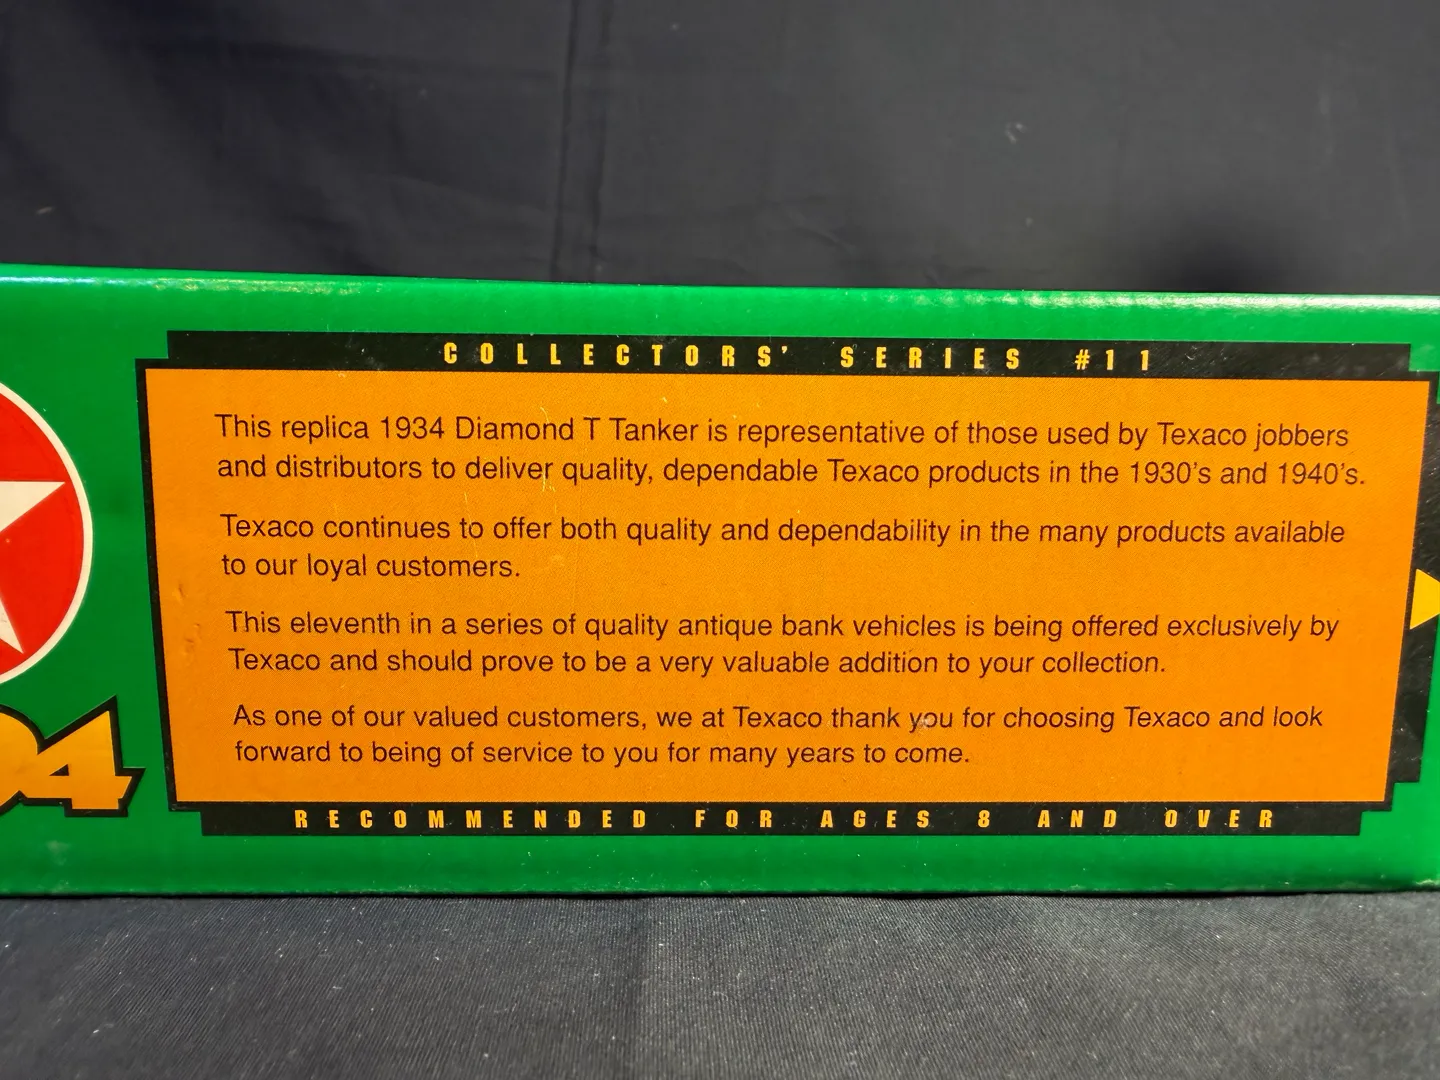 COLLECTORS' SERIES #11
This replica 1934 Diamond T Tanker is representative of those used by Texaco jobbers
and distributors to deliver quality, dependable Texaco products in the 1930's and 1940's.
Texaco continues to offer both quality and dependability in the many products available
to our loyal customers.
This eleventh in a series of quality antique bank vehicles is being offered exclusively by
Texaco and should prove to be a very valuable addition to your collection.
As one of our valued customers, we at Texaco thank you for choosing Texaco and look
forward to being of service to you for many years to come.
RECOMMENDED FOR AGES 8 AND OVER